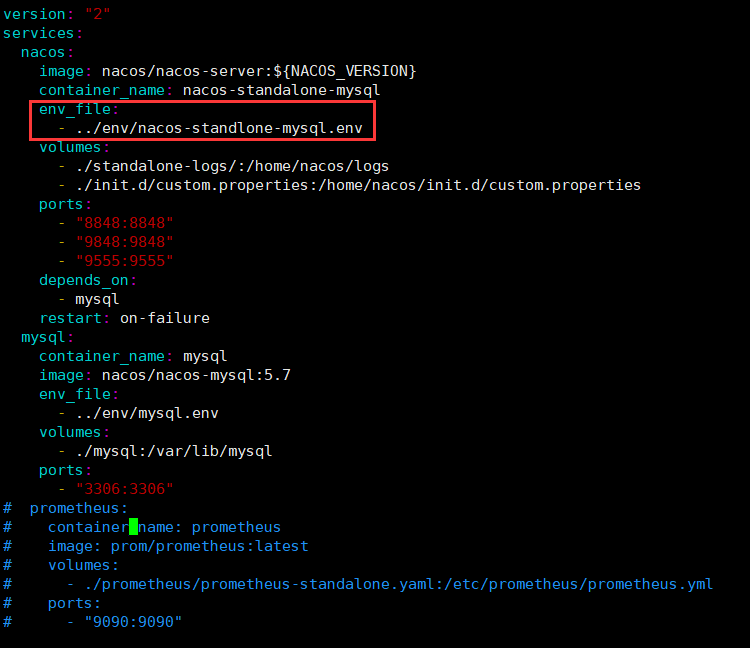 version: "2"
services:
  nacos:
    image: nacos/nacos-server:${NACOS_VERSION}
    container_name: nacos-standalone-mysql
    env_file:
      - ../env/nacos-standlone-mysql.env
    volumes:
      - ./standalone-logs/:/home/nacos/logs
      - ./init.d/custom.properties:/home/nacos/init.d/custom.properties
    ports:
      - "8848:8848"
      - "9848:9848"
      - "9555:9555"
    depends_on:
      - mysql
    restart: on-failure
  mysql:
    container_name: mysql
    image: nacos/nacos-mysql:5.7
    env_file:
      - ../env/mysql.env
    volumes:
      - ./mysql:/var/lib/mysql
    ports:
      - "3306:3306"
#  prometheus:
#    container name: prometheus
#    image: prom/prometheus:latest
#    volumes:
#      - ./prometheus/prometheus-standalone.yaml:/etc/prometheus/prometheus.yml
#    ports:
#      - "9090:9090"